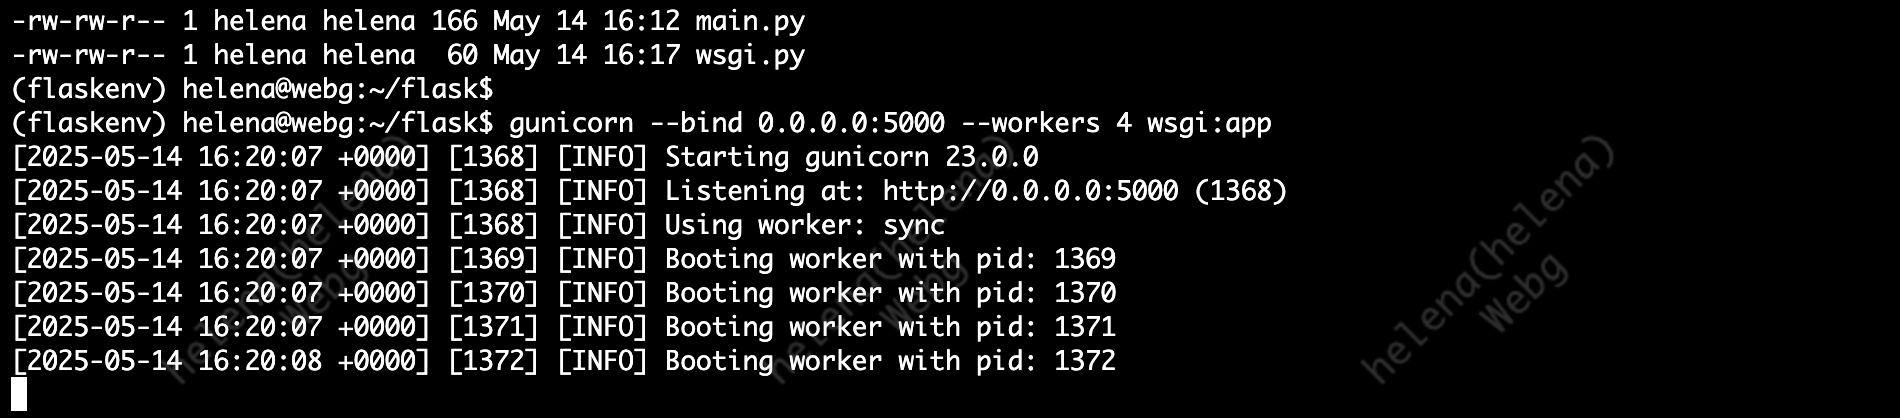 -rw-rw-r-- 1 helena helena 166 May 14 16:12 main.py
-rw-rw-r-- 1 helena helena  60 May 14 16:17 wsgi.py
(flaskenv) helena@webg:~/flask$
(flaskenv) helena@webg:~/flask$ gunicorn --bind 0.0.0.0:5000 --workers 4 wsgi:app
[2025-05-14 16:20:07 +0000] [1368] [INFO] Starting gunicorn 23.0.0
[2025-05-14 16:20:07 +0000] [1368] [INFO] Listening at: http://0.0.0.0:5000 (1368)
[2025-05-14 16:20:07 +0000] [1368] [INFO] Using worker: sync
[2025-05-14 16:20:07 +0000] [1369] [INFO] Booting worker with pid: 1369
[2025-05-14 16:20:07 +0000] [1370] [INFO] Booting worker with pid: 1370
[2025-05-14 16:20:07 +0000] [1371] [INFO] Booting worker with pid: 1371
[2025-05-14 16:20:08 +0000] [1372] [INFO] Booting worker with pid: 1372
helena(helena)
Webg
helena(helena)
Webg
helena(helena)
Webg